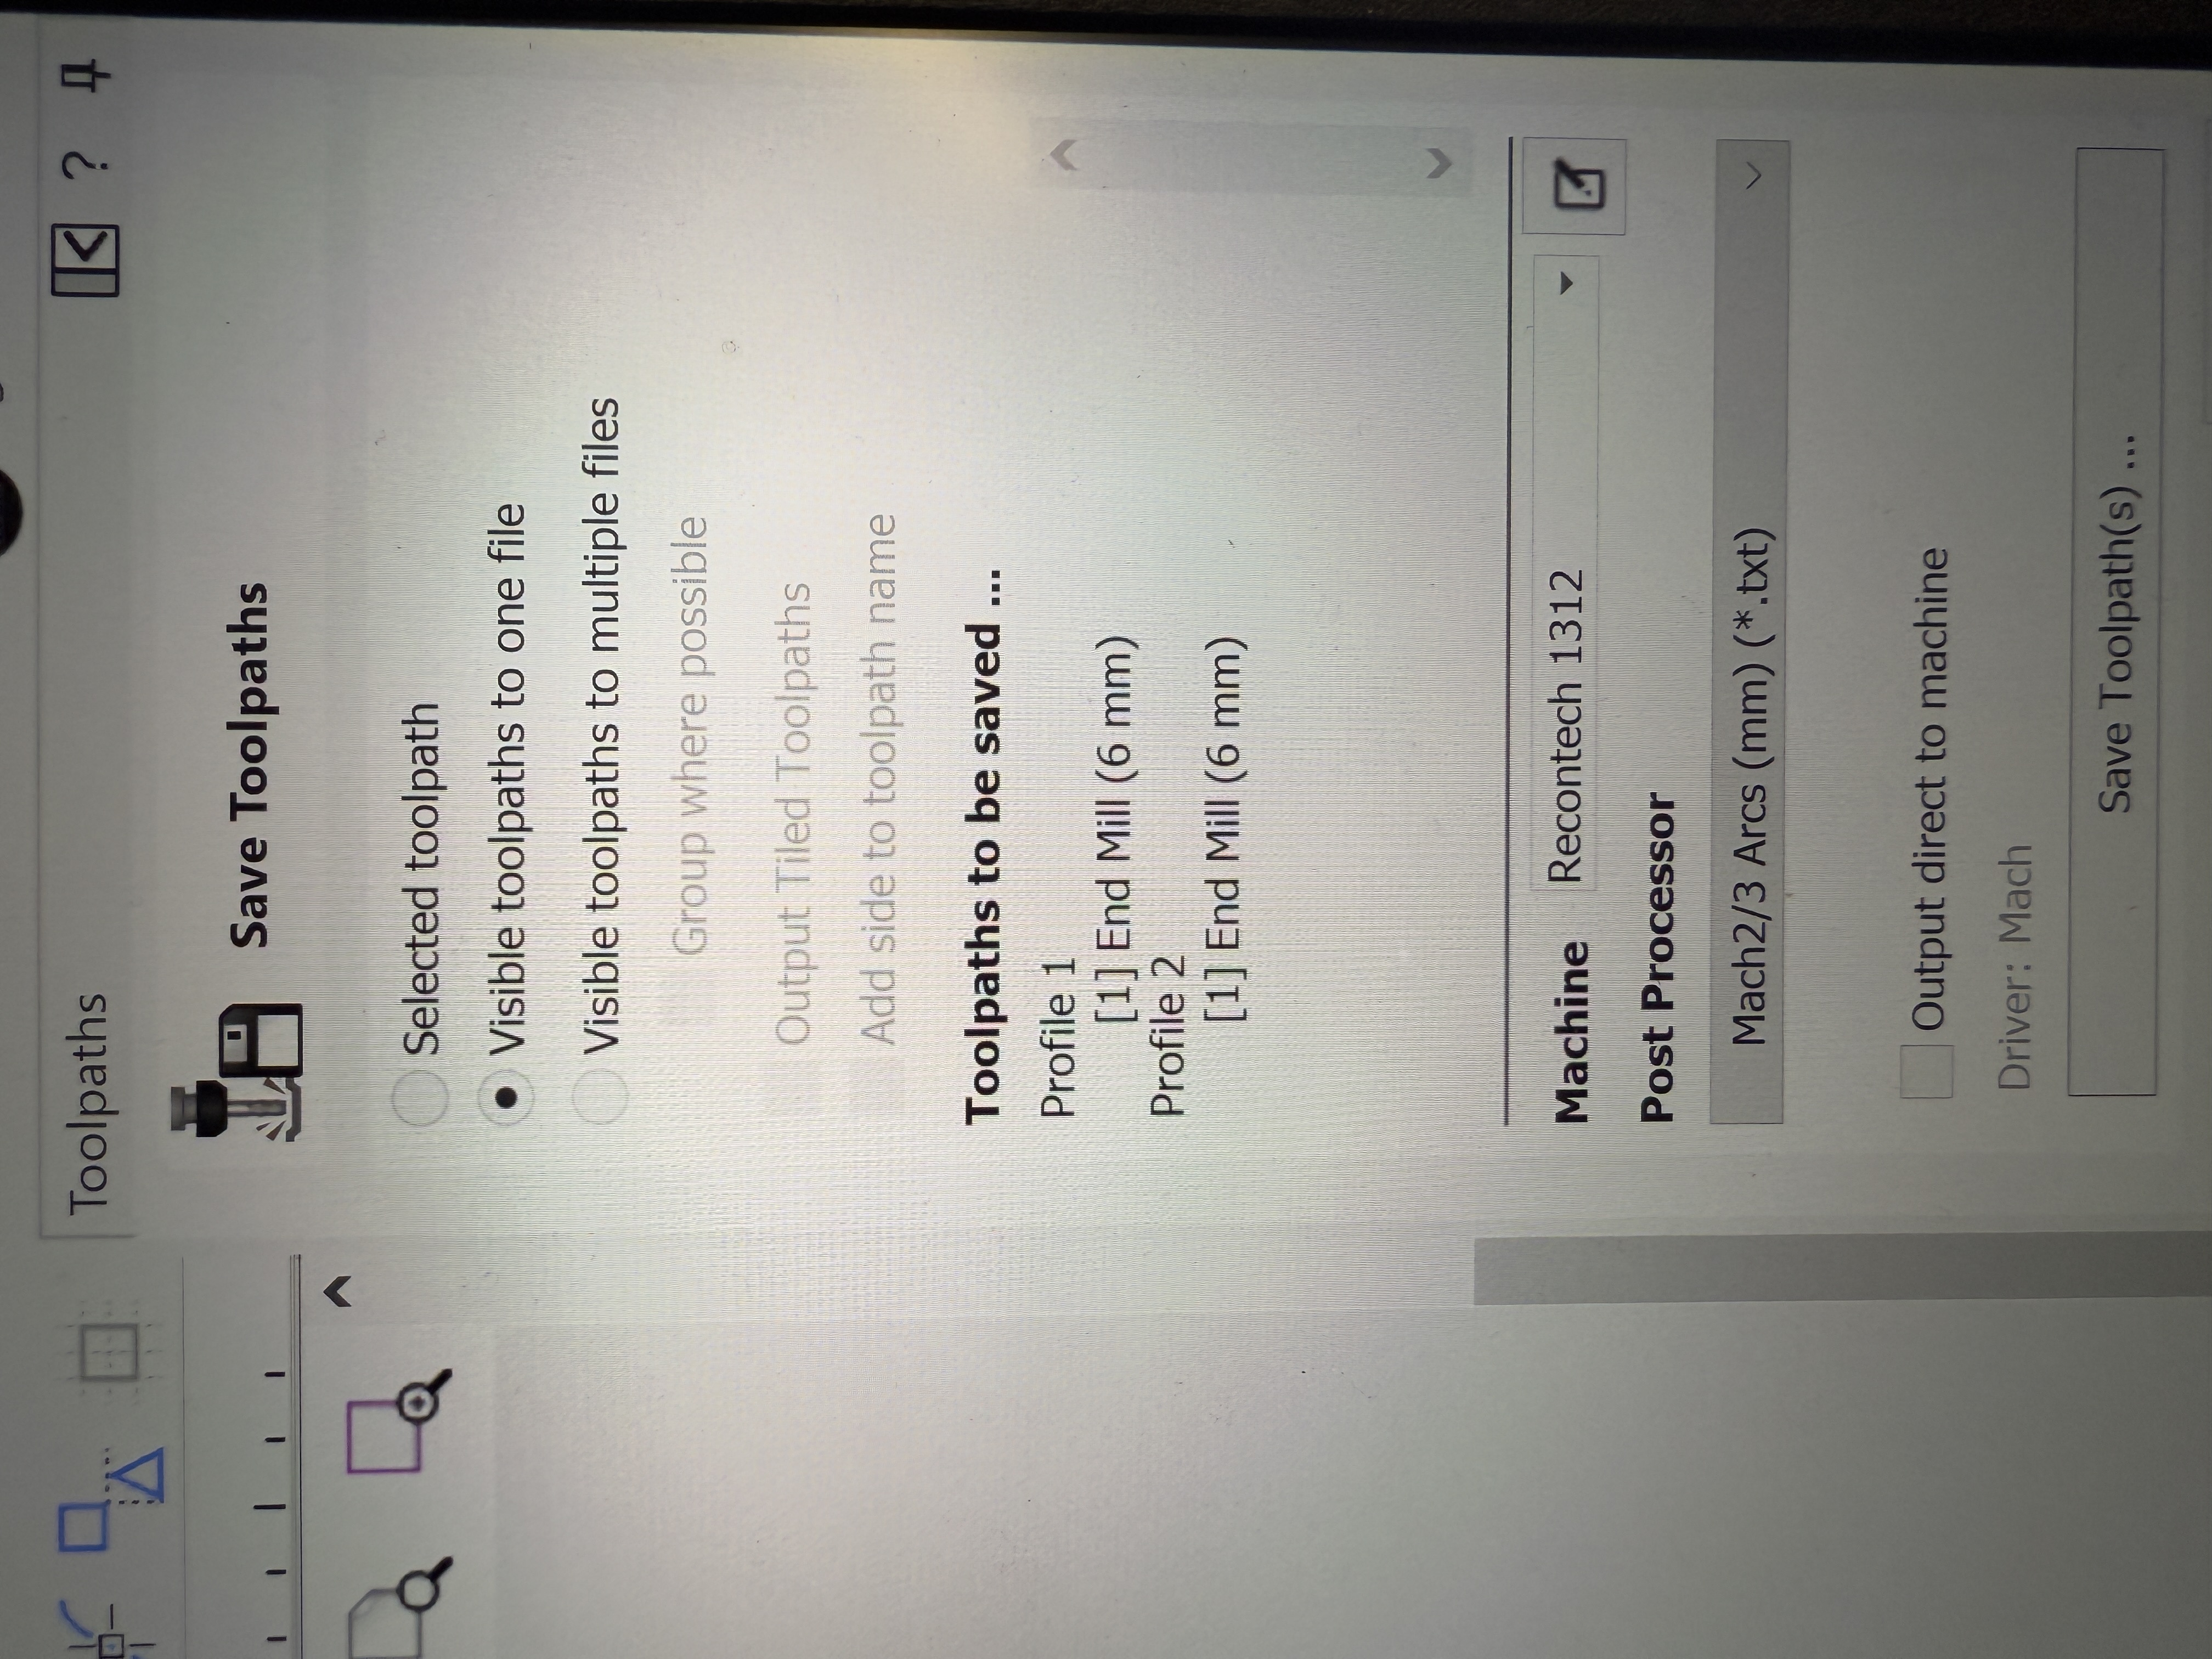 Toolpaths
?
Save Toolpaths
Selected toolpath
Visible toolpaths to one file
Visible toolpaths to multiple files
Group where possible
Output Tiled Toolpaths
Add side to toolpath name
Toolpaths to be saved ...
Profile 1
[1] End Mill (6 mm)
Profile 2
[1] End Mill (6 mm)
Machine Recontech 1312
Post Processor
Mach2/3 Arcs (mm) (*.txt)
Output direct to machine
Driver: Mach
Save Toolpath(s) ...